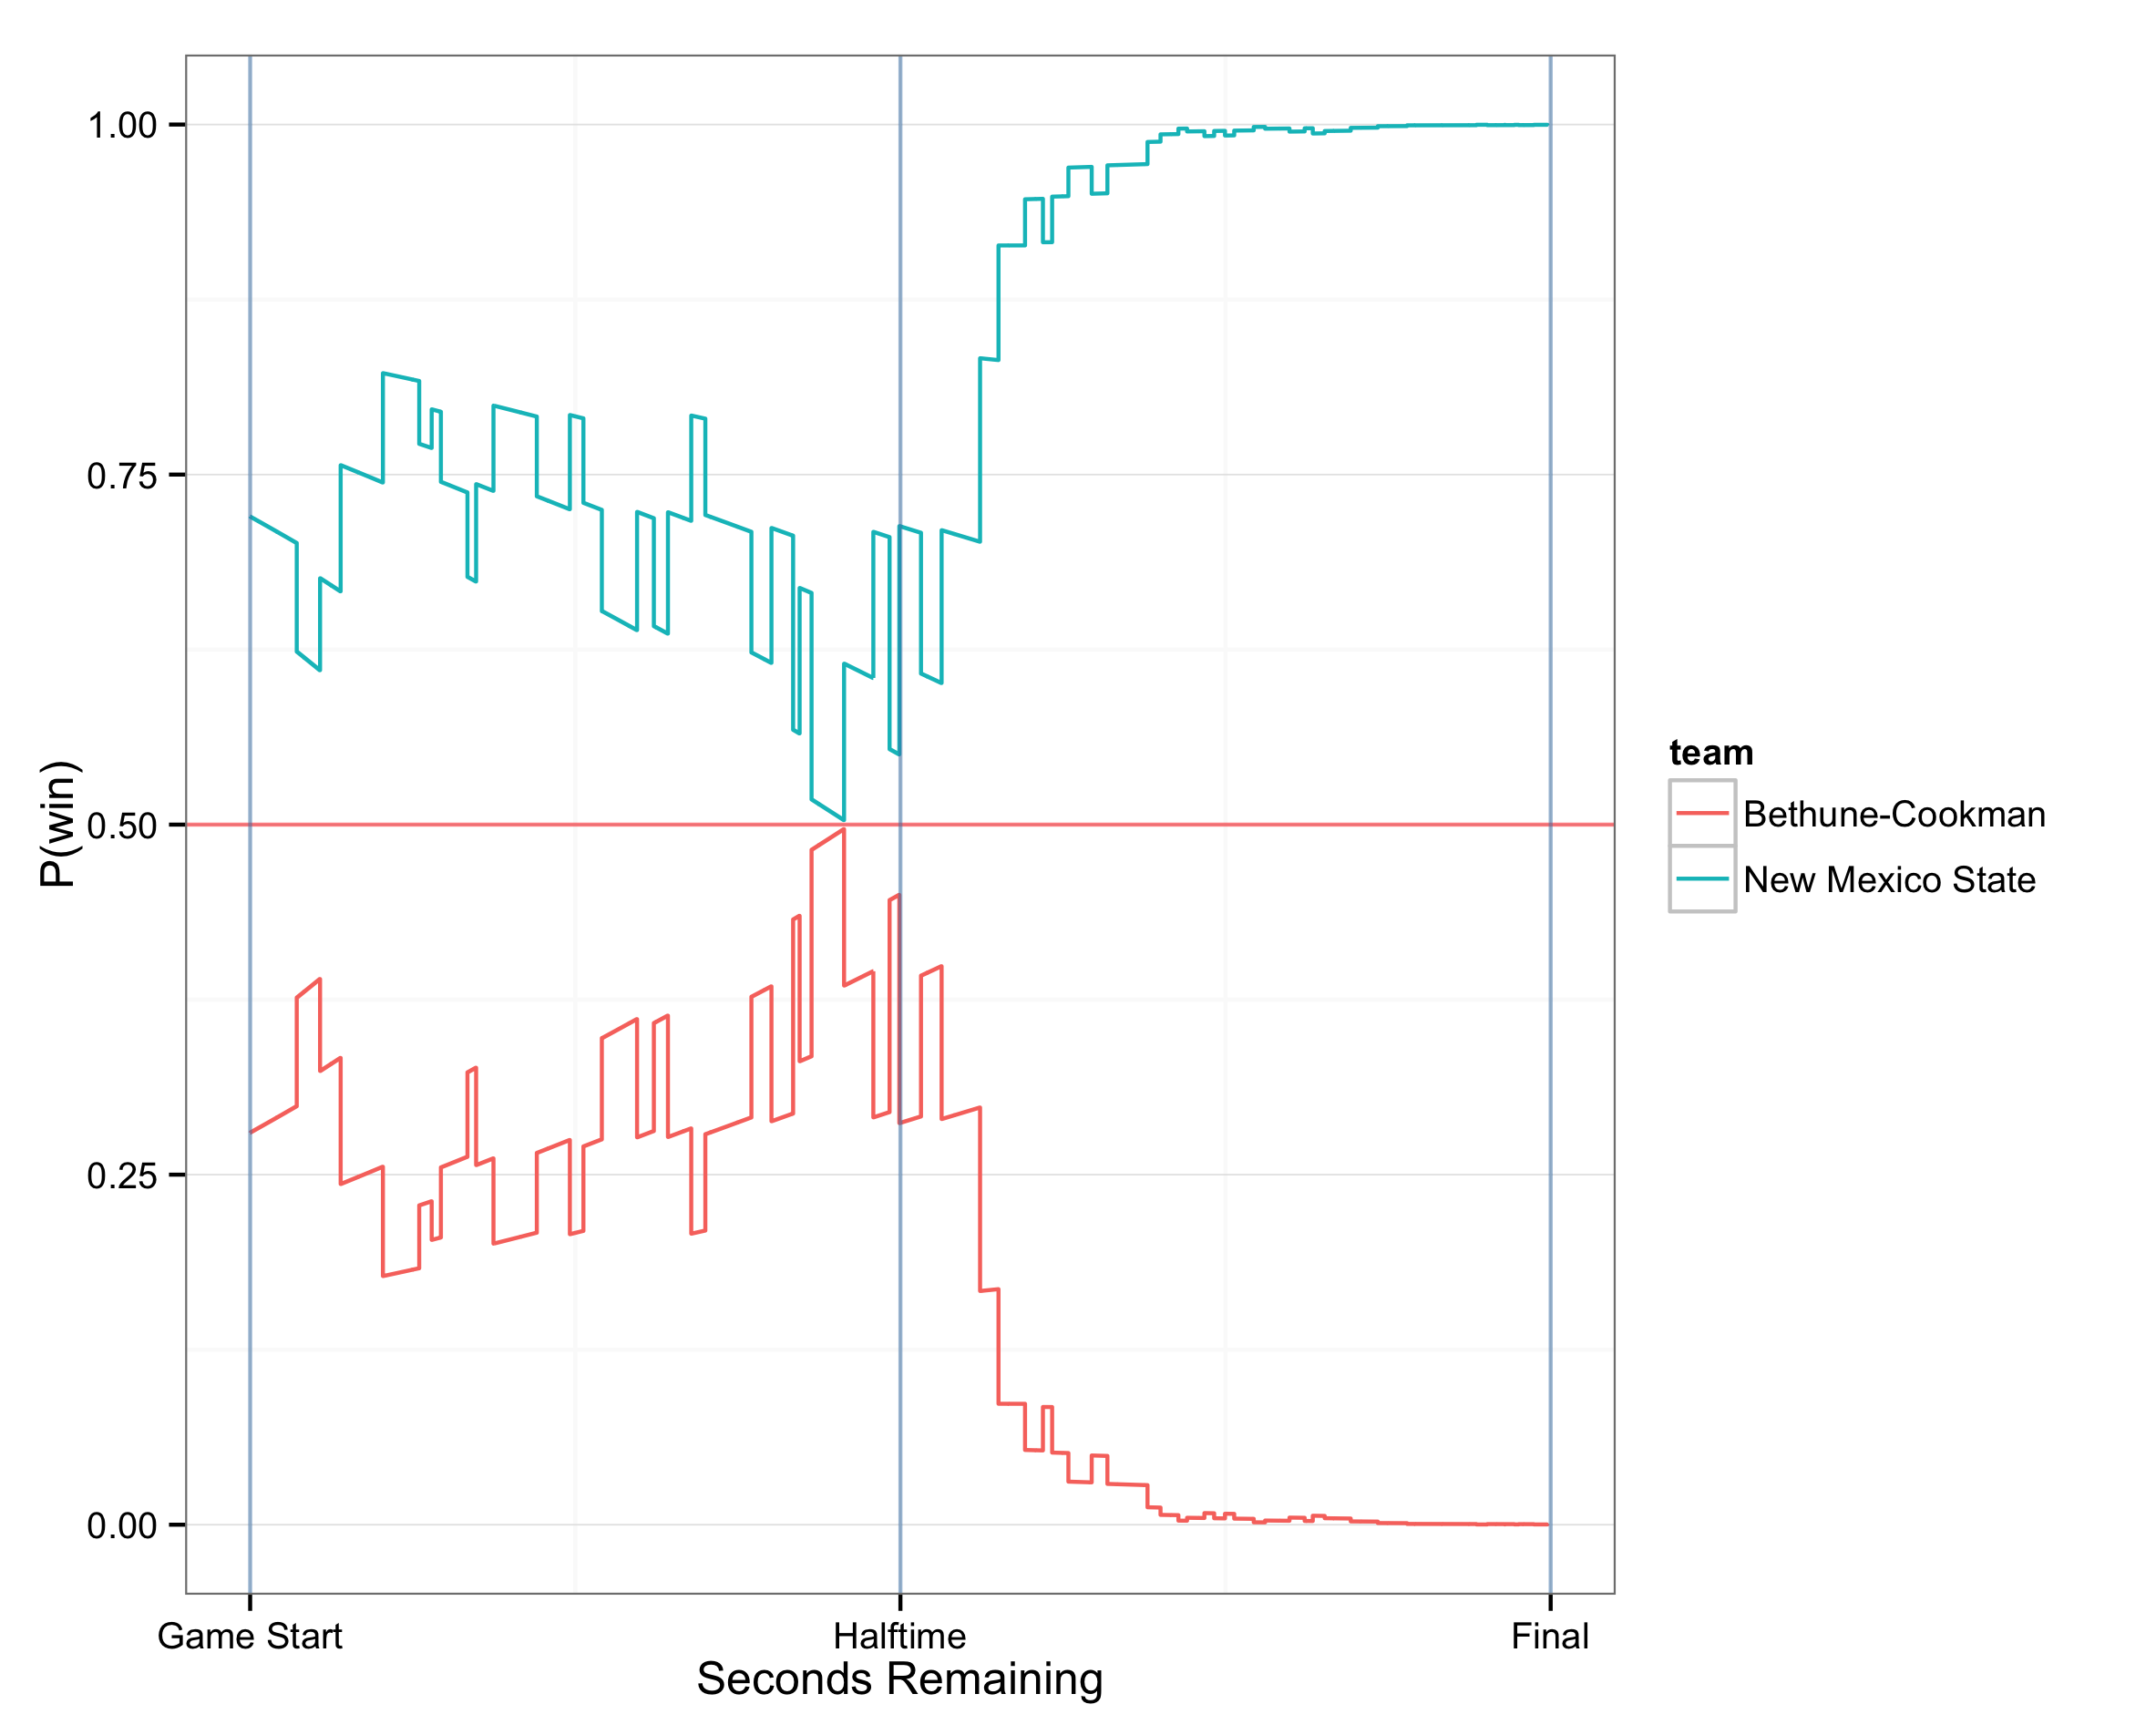 1.00
0.75
0.50
0.25
0.00
P(win)
Game Start
Halftime
Final
Seconds Remaining
team
Bethune-Cookman
New Mexico State